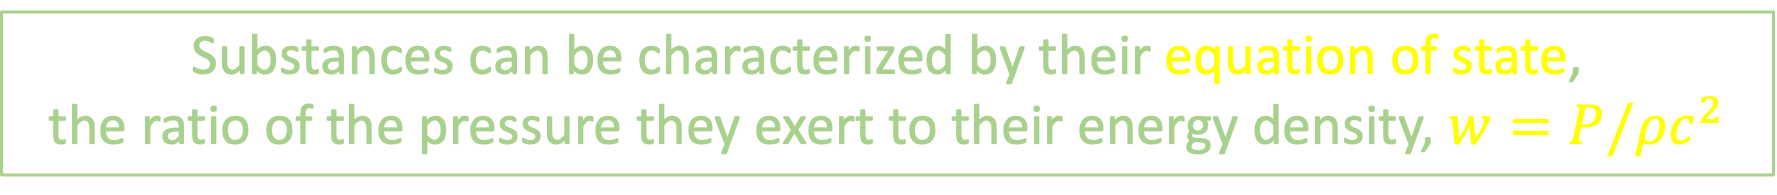 Substances can be characterized by their equation of state,
the ratio of the pressure they exert to their energy density, 𝑤 = 𝑃/𝜌𝑐²